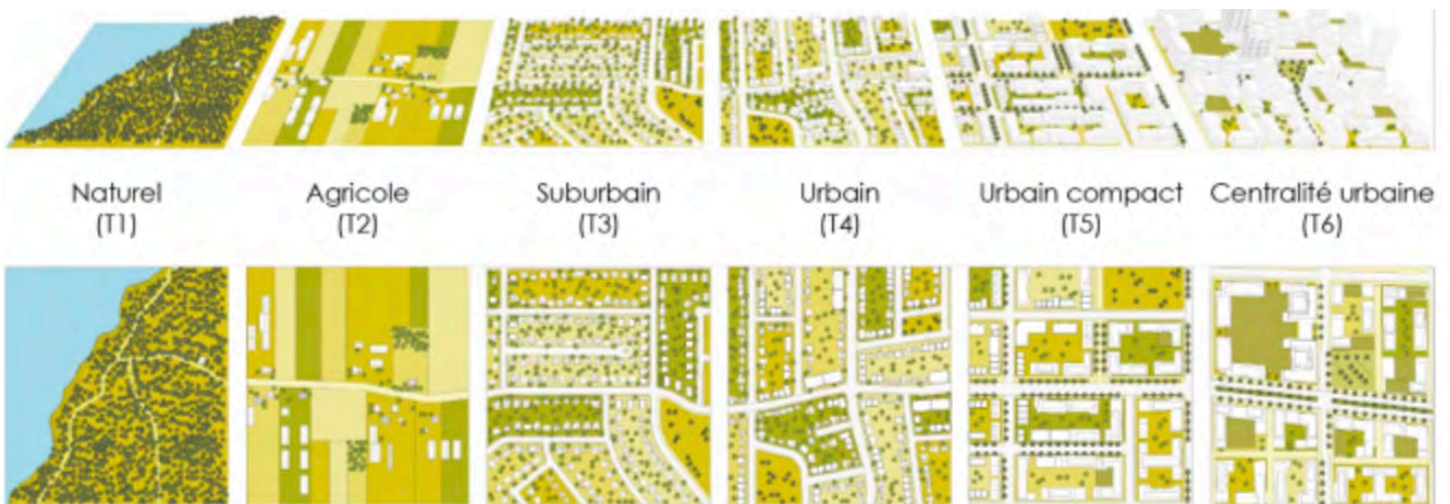 Naturel
(T1)
Agricole
(T2)
Suburbain
(T3)
Urbain
(T4)
Urbain compact
(T5)
Centralité urbaine
(T6)